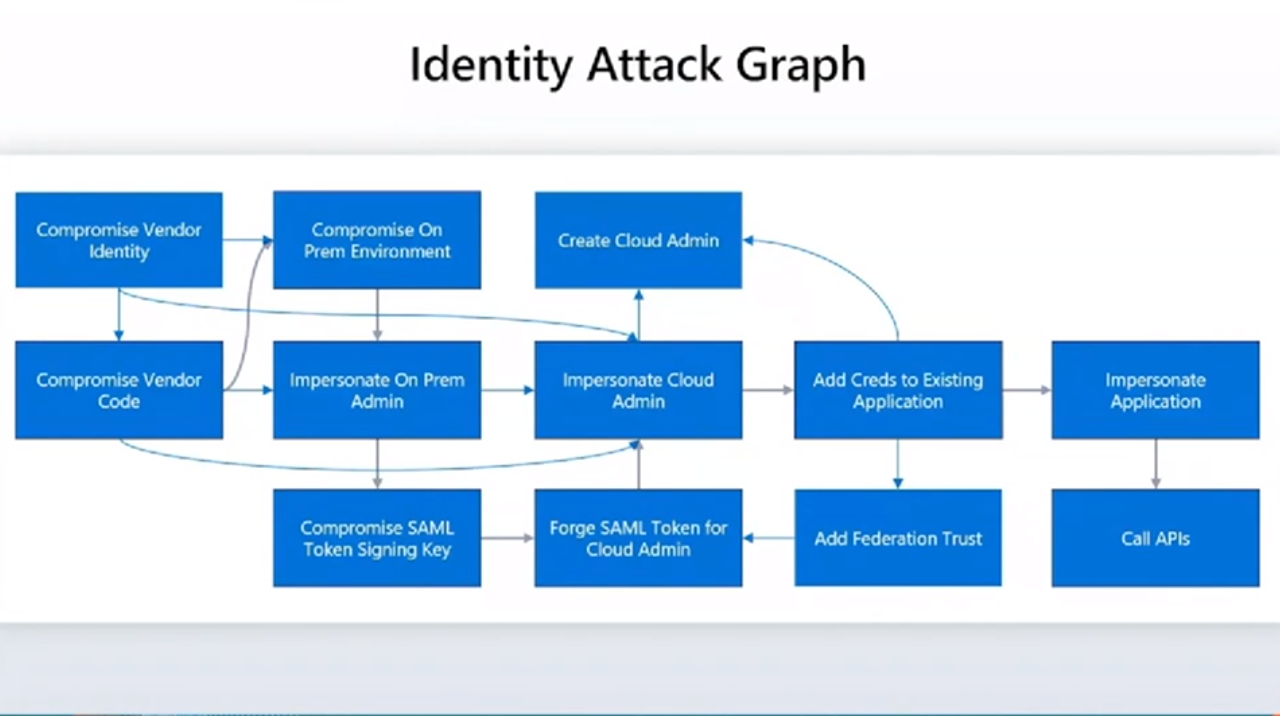 Identity Attack Graph
Compromise Vendor
Identity
Compromise On
Prem Environment
Create Cloud Admin
Compromise Vendor
Code
Impersonate On Prem
Admin
Impersonate Cloud
Admin
Add Creds to Existing
Application
Impersonate
Application
Compromise SAML
Token Signing Key
Forge SAML Token for
Cloud Admin
Add Federation Trust
Call APIs